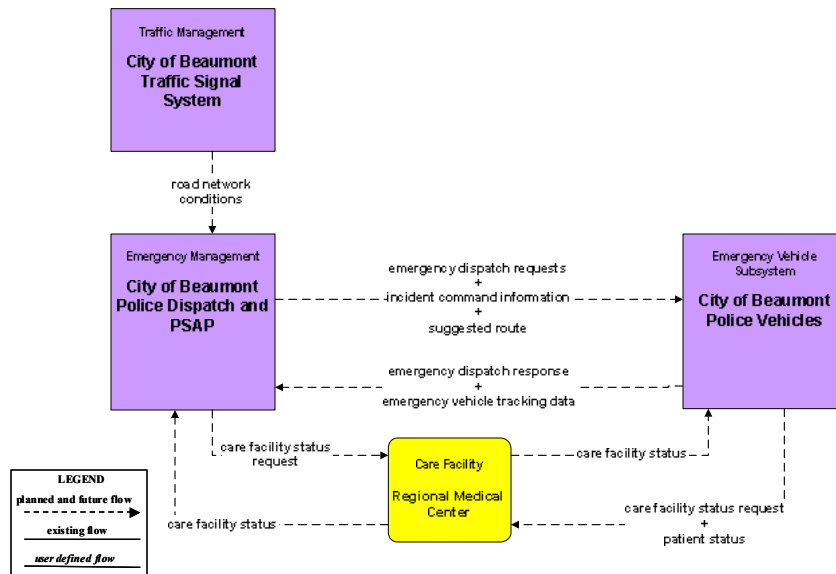 Traffic Management
City of Beaumont
Traffic Signal
System
road network
conditions
Emergency Management
City of Beaumont
Police Dispatch and
PSAP
emergency dispatch requests
+
incident command information
+
suggested route
Emergency Vehicle
Subsystem
City of Beaumont
Police Vehicles
emergency dispatch response
+
emergency vehicle tracking data
care facility status
request
Care Facility
Regional Medical
Center
care facility status
care facility status
care facility status request
+
patient status
LEGEND
planned and future flow
existing flow
user defined flow